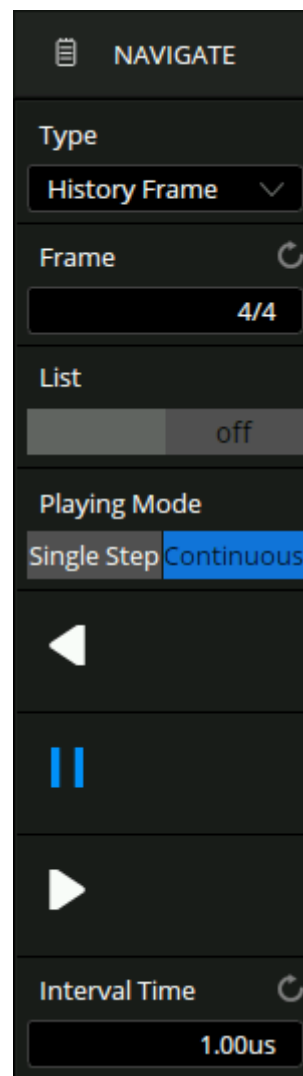 NAVIGATE
Type
History Frame
Frame
4/4
List
off
Playing Mode
Single Step Continuous
Interval Time
1.00us